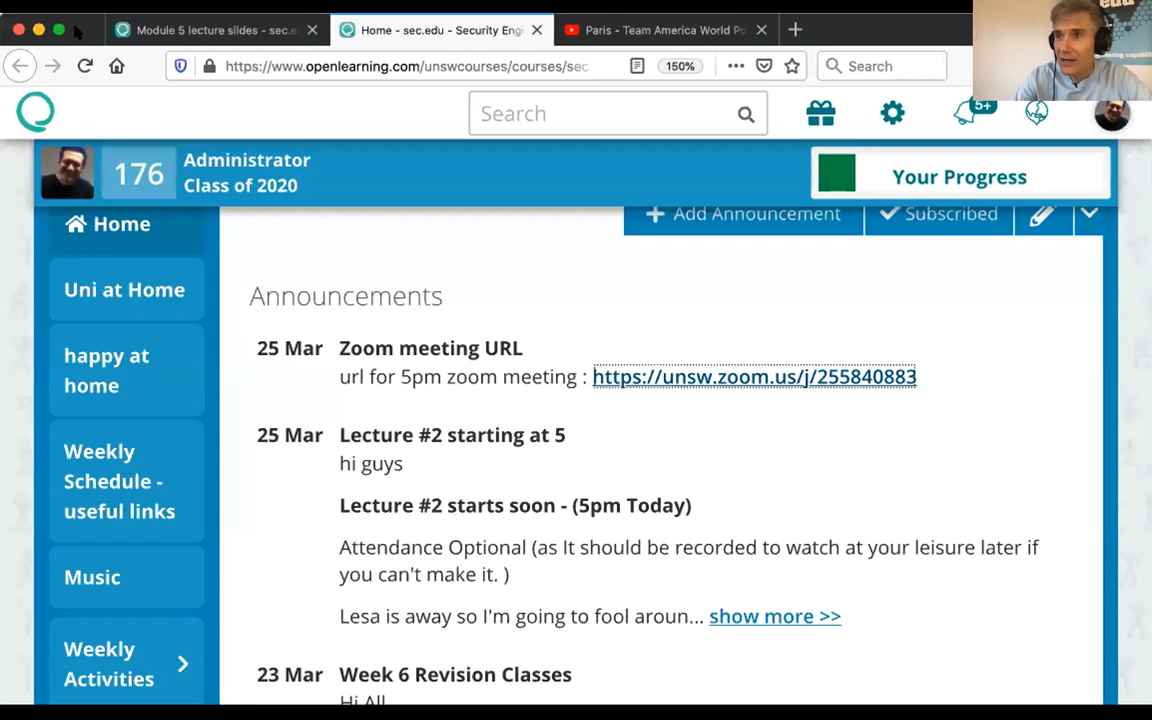 Module 5 lecture slides - sec.e
Home - sec.edu - Security Engi
Paris - Team America World Po
https://www.openlearning.com/unswcourses/courses/sec
150%
Search
Search
5+
176
Administrator
Class of 2020
Your Progress
Add Announcement
Subscribed
Home
Uni at Home
happy at
home
Weekly
Schedule -
useful links
Music
Weekly
Activities
Announcements
25 Mar Zoom meeting URL
url for 5pm zoom meeting : https://unsw.zoom.us/j/255840883
25 Mar Lecture #2 starting at 5
hi guys
Lecture #2 starts soon - (5pm Today)
Attendance Optional (as It should be recorded to watch at your leisure later if
you can't make it. )
Lesa is away so I'm going to fool aroun... show more >>
23 Mar Week 6 Revision Classes
Hi All